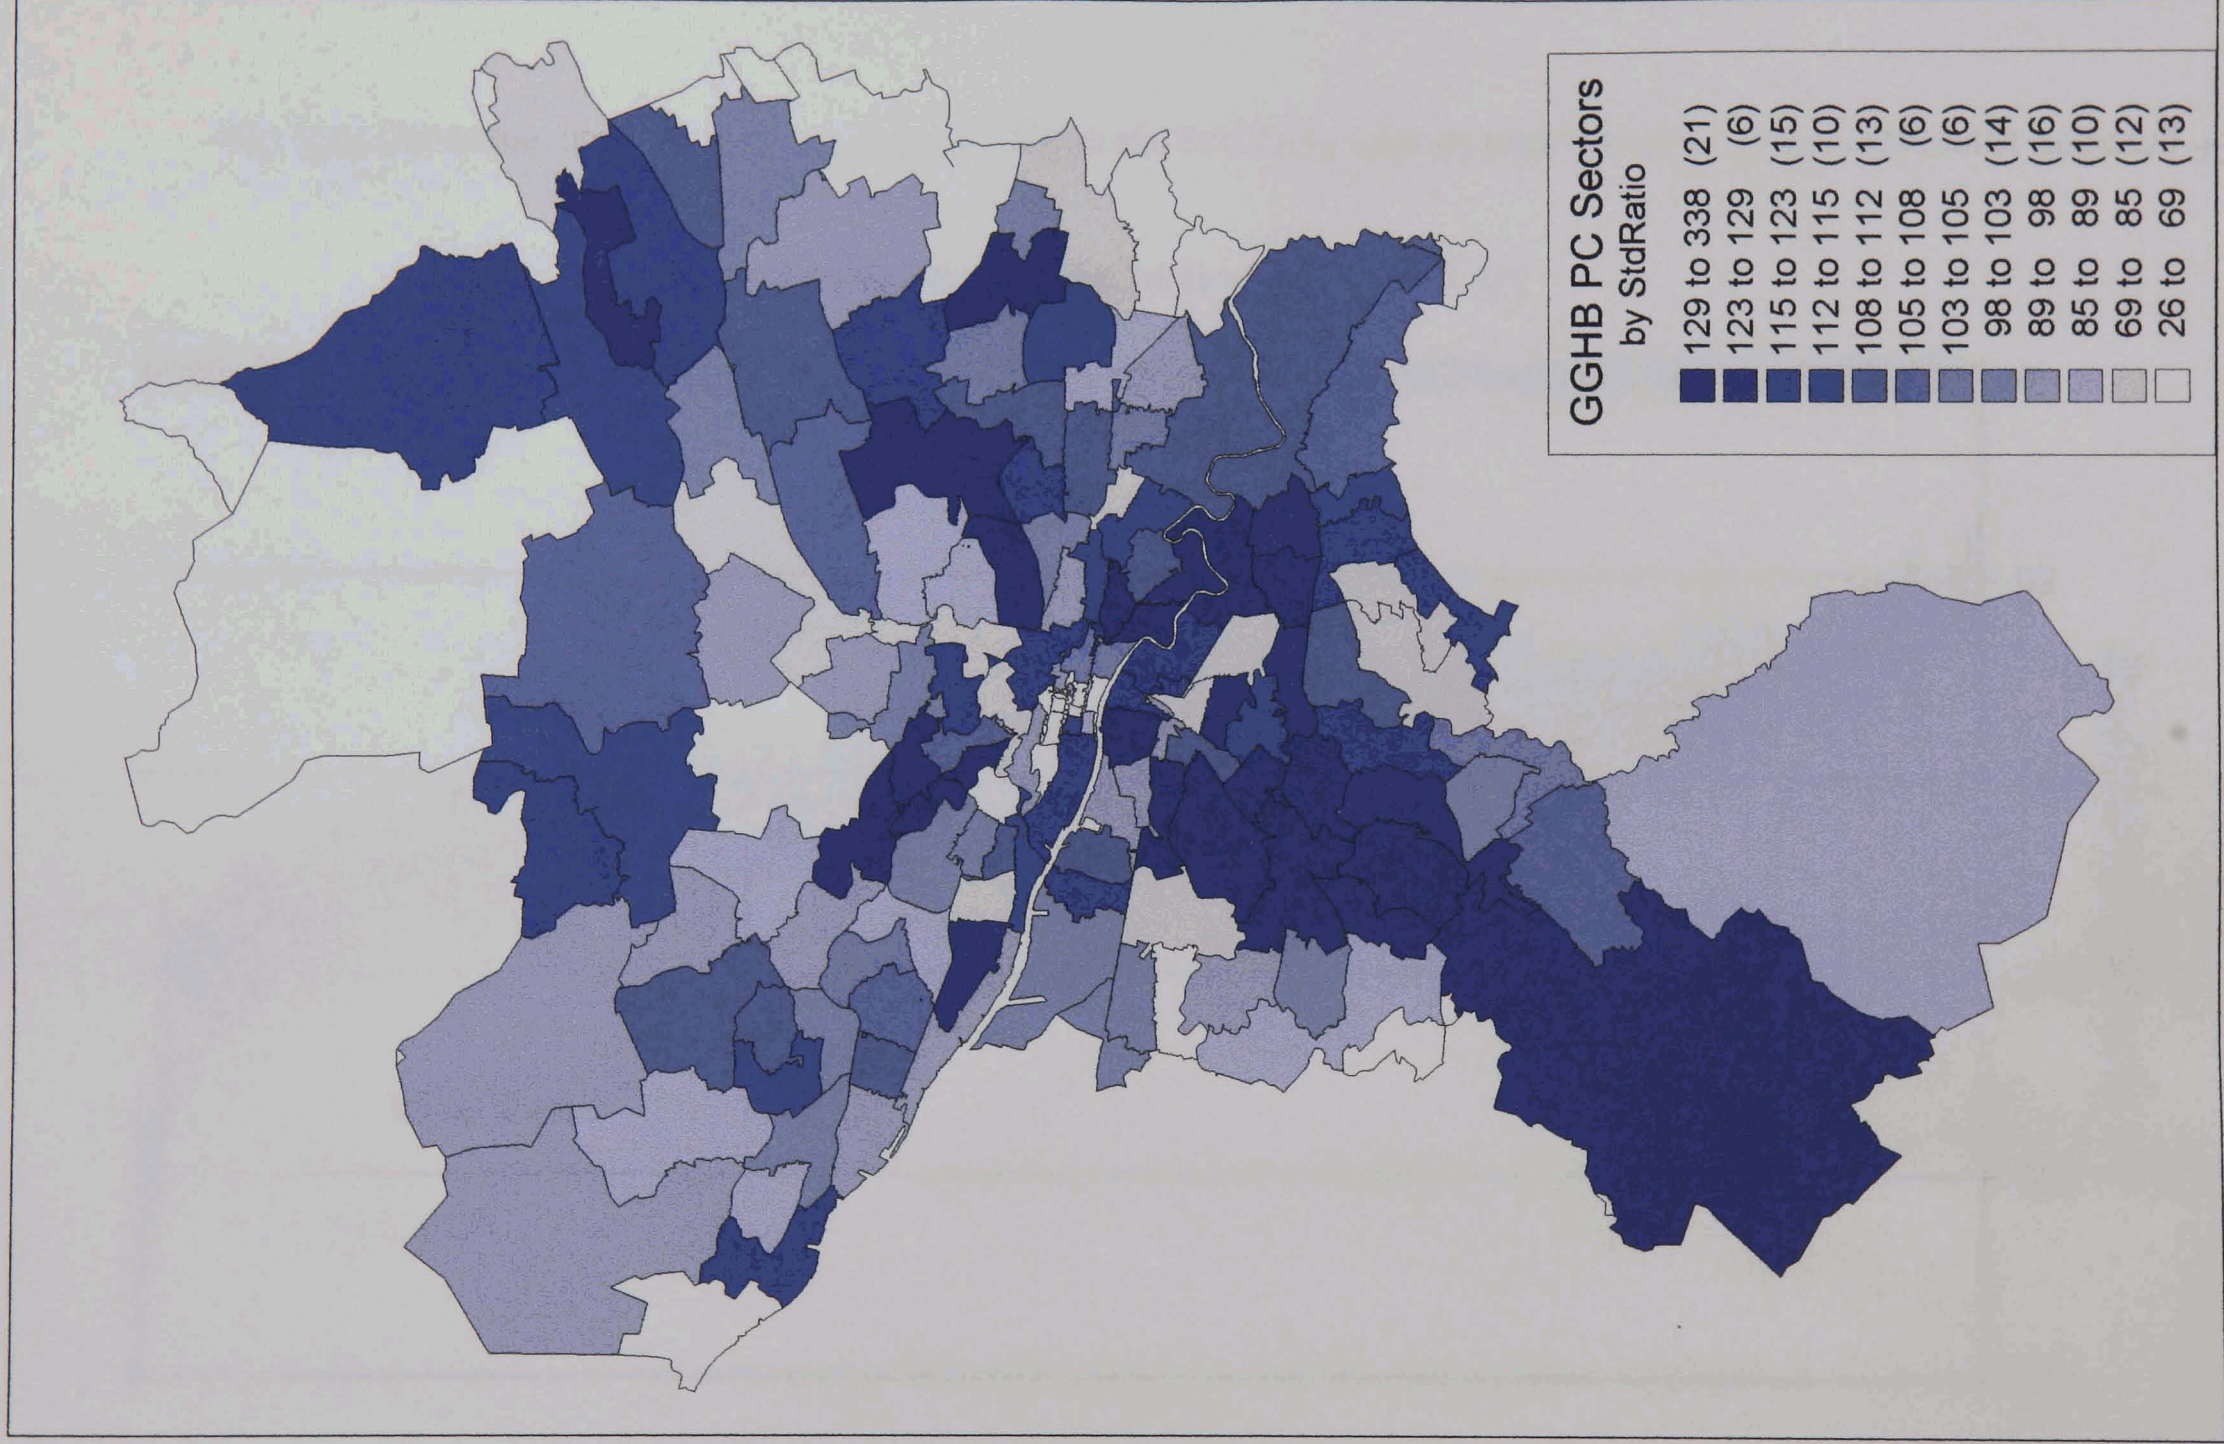 GGHB PC Sectors
by StdRatio
129 to 338 (21)
123 to 129 (6)
115 to 123 (15)
112 to 115 (10)
108 to 112 (13)
105 to 108 (6)
103 to 105 (6)
98 to 103 (14)
89 to 98 (16)
85 to 89 (10)
69 to 85 (12)
26 to 69 (13)